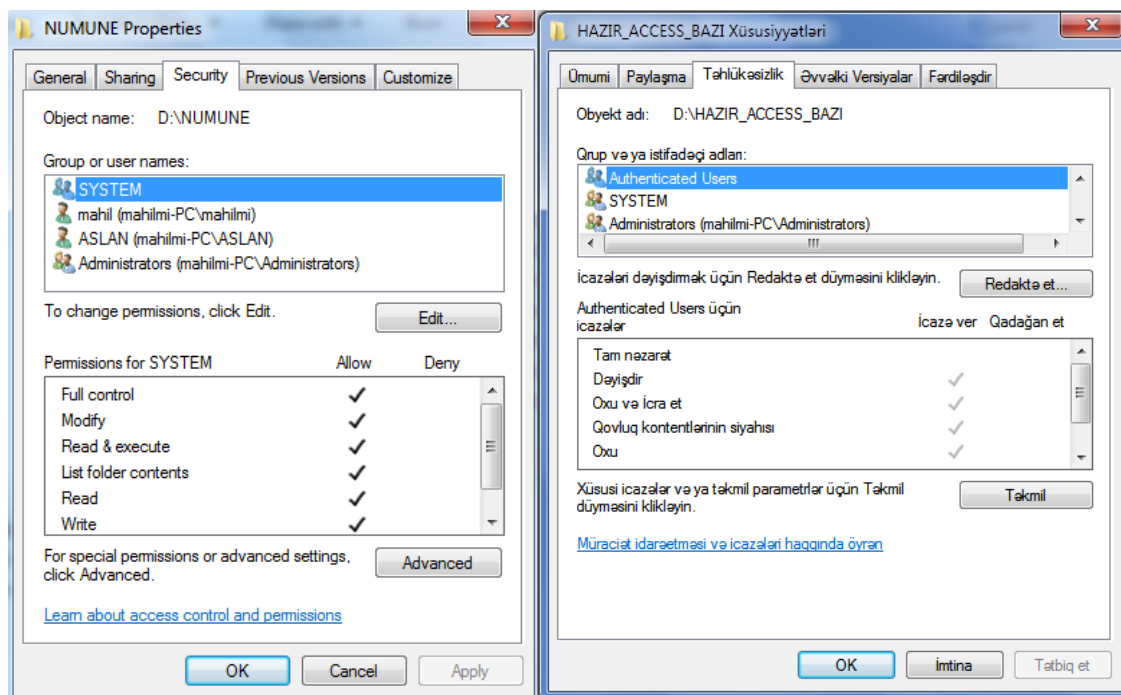 NUMUNE Properties
General Sharing Security Previous Versions Customize
Object name: D:\NUMUNE
Group or user names:
SYSTEM
mahil (mahilmi-PC\mahilmi)
ASLAN (mahilmi-PC\ASLAN)
Administrators (mahilmi-PC\Administrators)
To change permissions, click Edit.
Edit...
Permissions for SYSTEM Allow Deny
Full control
Modify
Read & execute
List folder contents
Read
Write
For special permissions or advanced settings,
click Advanced.
Advanced
Learn about access control and permissions
OK Cancel Apply
HAZIR_ACCESS_BAZI Xüsusiyyətləri
Ümumi Paylaşma Təhlükəsizlik Əvvəlki Versiyalar Fərdiləşdir
Obyekt adı: D:\HAZIR_ACCESS_BAZI
Qrup və ya istifadəçi adları:
Authenticated Users
SYSTEM
Administrators (mahilmi-PC\Administrators)
İcazələri dəyişdirmək üçün Redaktə et düyməsini klikləyin.
Redaktə et...
Authenticated Users üçün
icazələr İcazə ver Qadağan et
Tam nəzarət
Dəyişdir
Oxu və İcra et
Qovluq kontentlərinin siyahısı
Oxu
Xüsusi icazələr və ya təkmil parametrlər üçün Təkmil
düyməsini klikləyin.
Təkmil
Müraciət idarəetməsi və icazələri haqqında öyrən
OK İmtina Tətbiq et